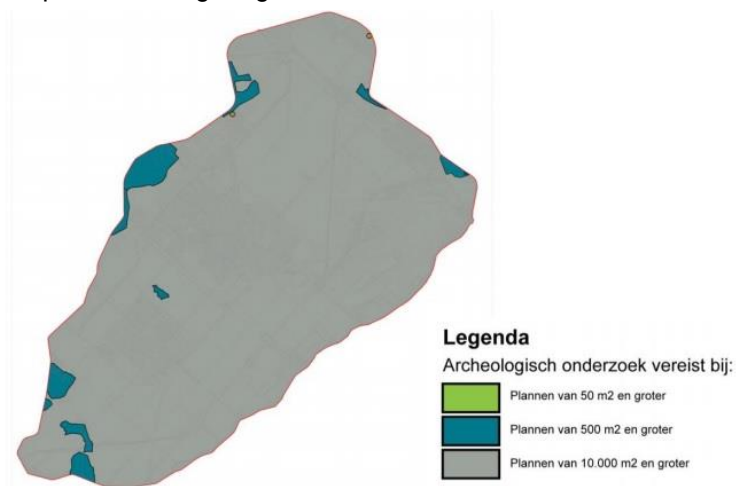 Legenda
Archeologisch onderzoek vereist bij:
Plannen van 50 m2 en groter
Plannen van 500 m2 en groter
Plannen van 10.000 m2 en groter